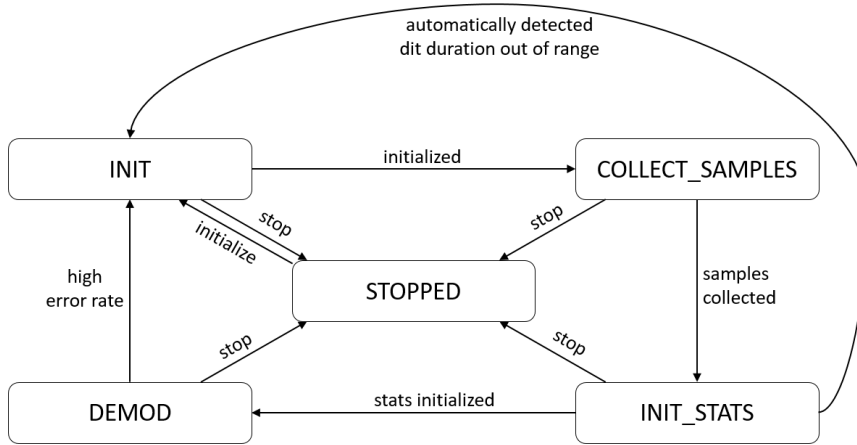 automatically detected
dit duration out of range
INIT
initialized
COLLECT_SAMPLES
stop
initialize
stop
high
error rate
STOPPED
samples
collected
stop
stop
DEMOD
stats initialized
INIT_STATS